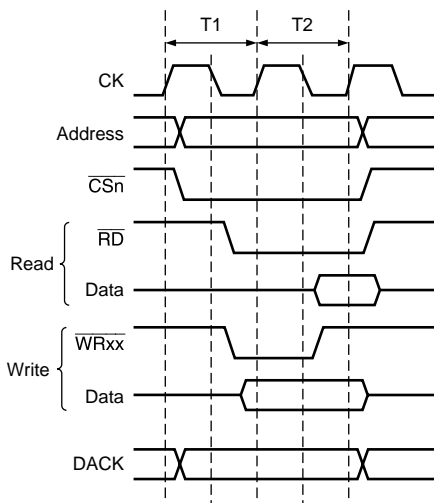 T1 T2
CK
Address
CSn
RD
Read
Data
WRxx
Write
Data
DACK